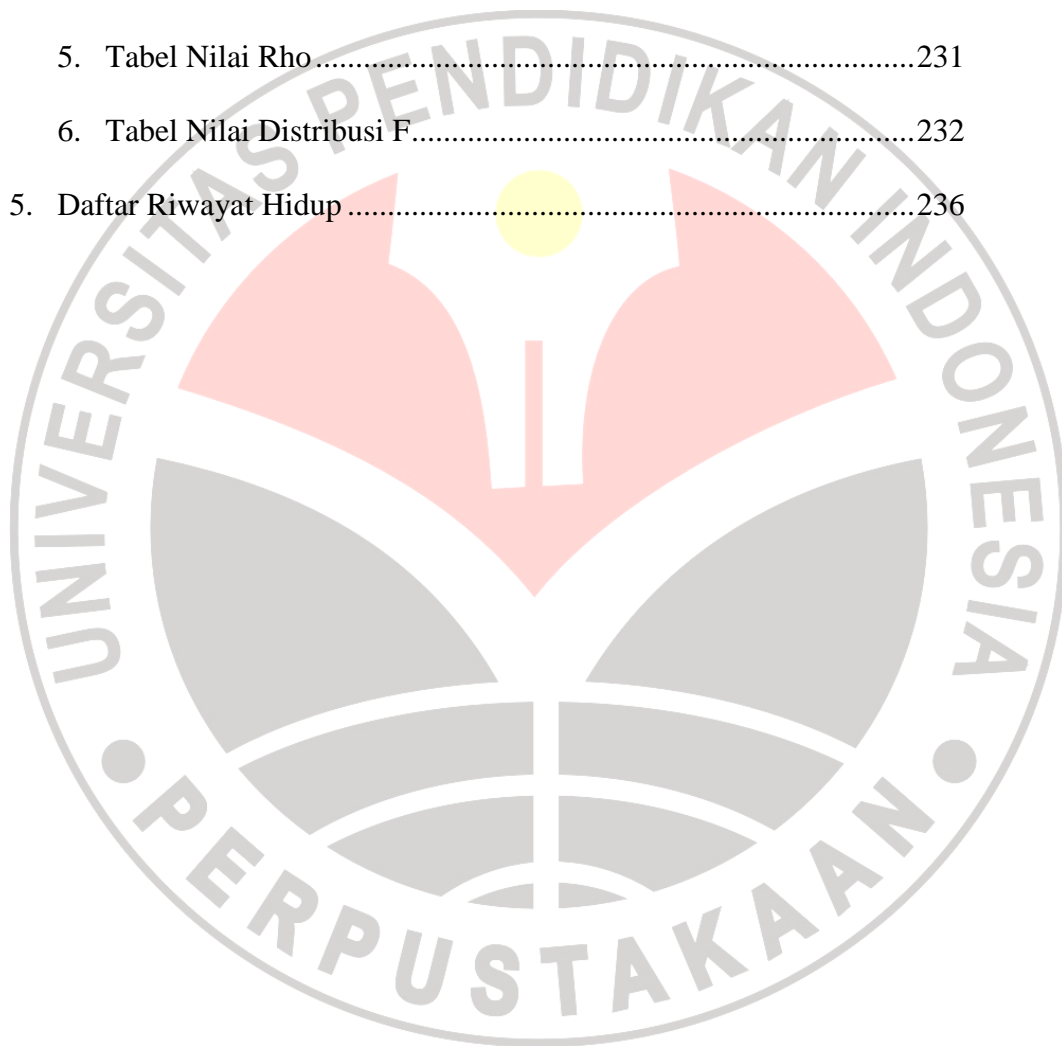 5. Tabel Nilai Rho ........................................................................... 231
6. Tabel Nilai Distribusi F ............................................................... 232
5. Daftar Riwayat Hidup ....................................................................... 236
UNIVERSITAS PENDIDIKAN INDONESIA
PERPUSTAKAAN